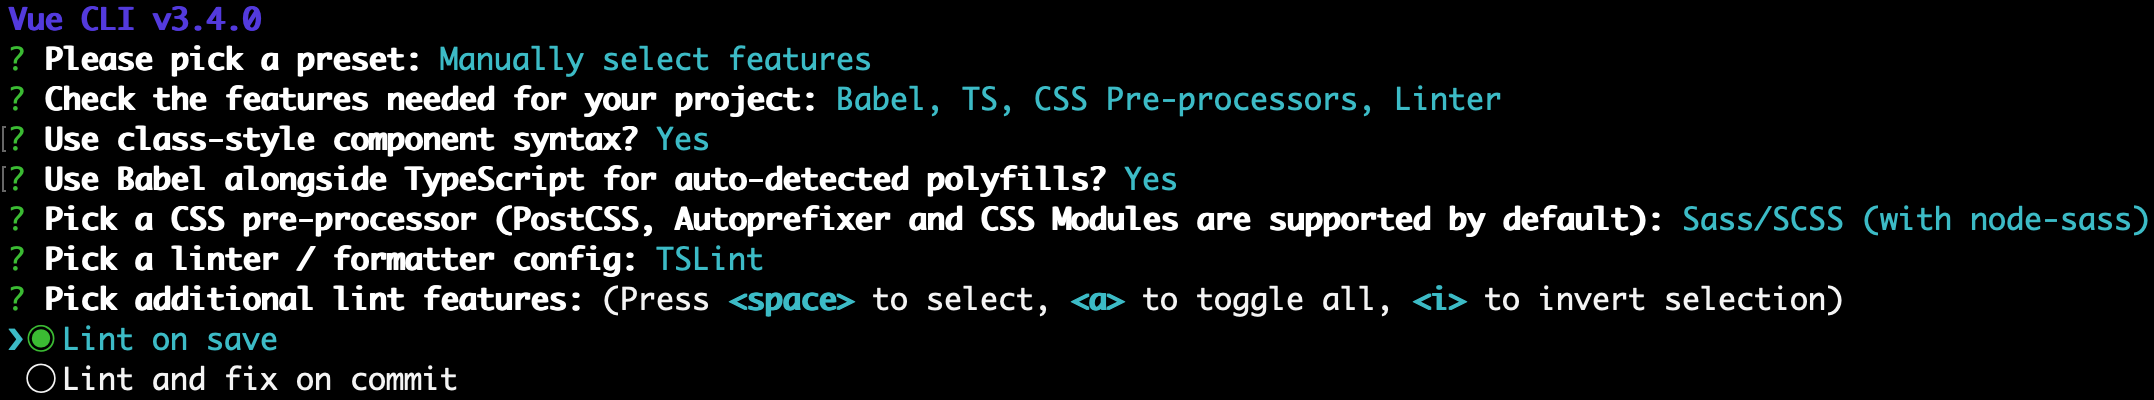 Vue CLI v3.4.0
? Please pick a preset: Manually select features
? Check the features needed for your project: Babel, TS, CSS Pre-processors, Linter
? Use class-style component syntax? Yes
? Use Babel alongside TypeScript for auto-detected polyfills? Yes
? Pick a CSS pre-processor (PostCSS, Autoprefixer and CSS Modules are supported by default): Sass/SCSS (with node-sass)
? Pick a linter / formatter config: TSLint
? Pick additional lint features: (Press <space> to select, <a> to toggle all, <i> to invert selection)
❯◉Lint on save
◯Lint and fix on commit